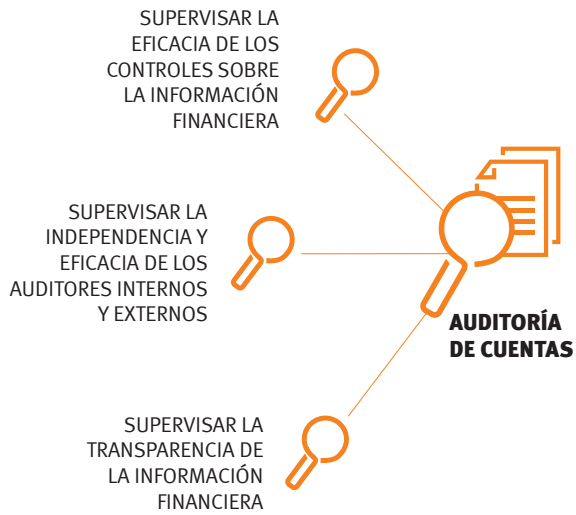 SUPERVISAR LA
EFICACIA DE LOS
CONTROLES SOBRE
LA INFORMACIÓN
FINANCIERA
SUPERVISAR LA
INDEPENDENCIA Y
EFICACIA DE LOS
AUDITORES INTERNOS
Y EXTERNOS
AUDITORÍA
DE CUENTAS
SUPERVISAR LA
TRANSPARENCIA DE
LA INFORMACIÓN
FINANCIERA